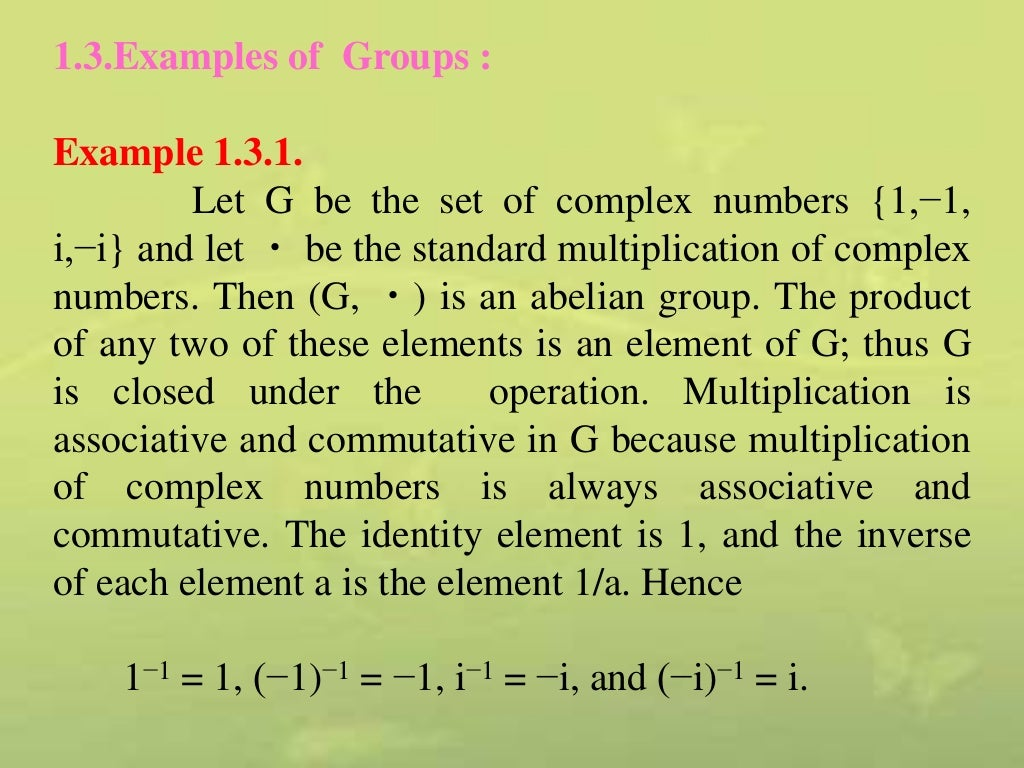 1.3.Examples of Groups :
Example 1.3.1.
Let G be the set of complex numbers {1,−1,
i,−i} and let ・ be the standard multiplication of complex
numbers. Then (G, ・) is an abelian group. The product
of any two of these elements is an element of G; thus G
is closed under the operation. Multiplication is
associative and commutative in G because multiplication
of complex numbers is always associative and
commutative. The identity element is 1, and the inverse
of each element a is the element 1/a. Hence
1⁻¹ = 1, (−1)⁻¹ = −1, i⁻¹ = −i, and (−i)⁻¹ = i.